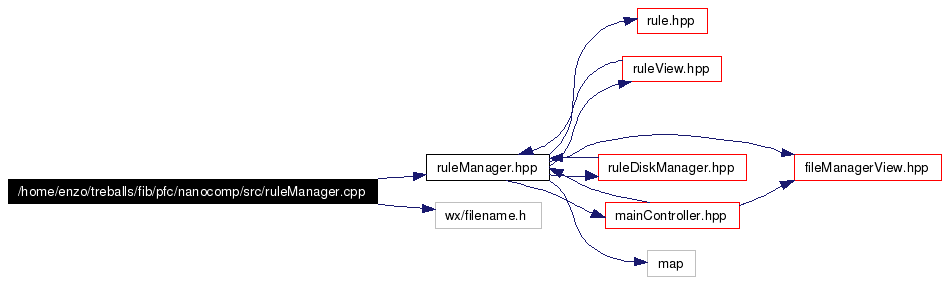 rule.hpp
ruleView.hpp
ruleManager.hpp
ruleDiskManager.hpp
fileManagerView.hpp
/home/enzo/treballs/fib/pfc/nanocomp/src/ruleManager.cpp
wx/filename.h
mainController.hpp
map